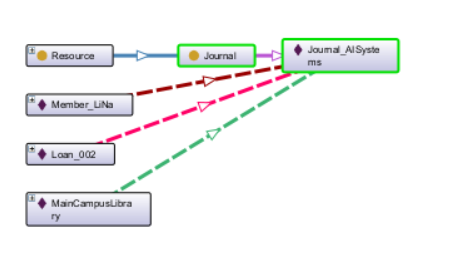 Resource
Journal
Journal_AISyste
ms
Member_LiNa
Loan_002
MainCampusLibra
ry